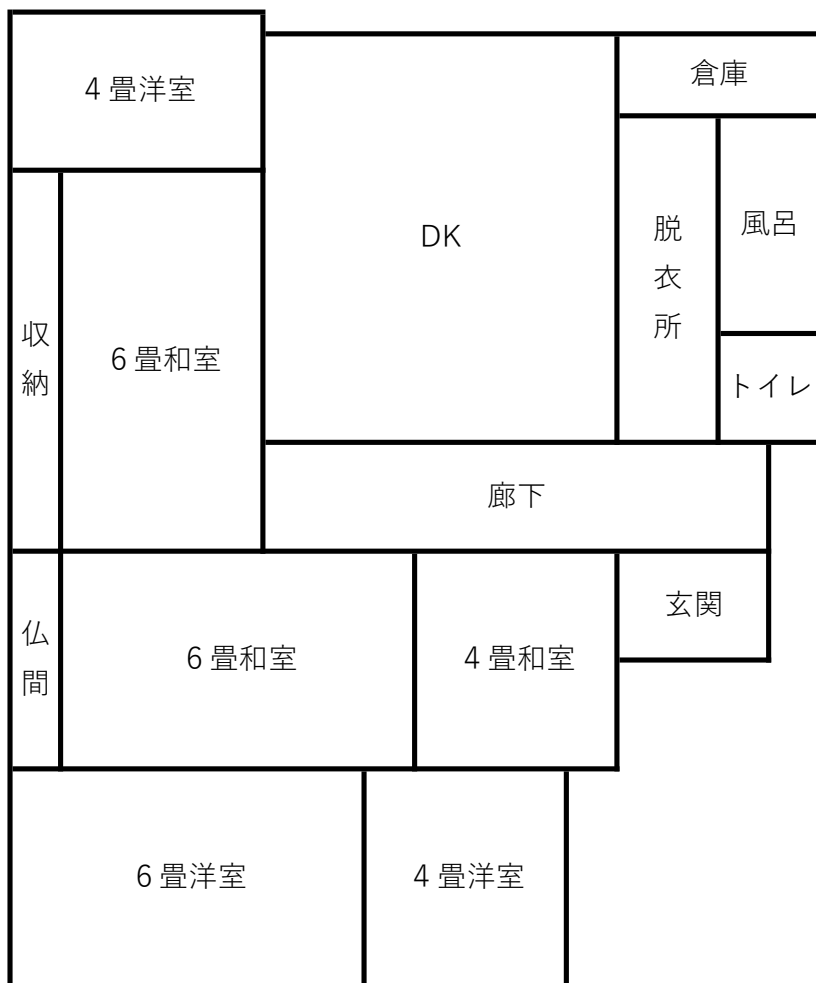 4 畳洋室
倉庫
DK
脱衣所
風呂
収納
6 畳和室
トイレ
廊下
仏間
6 畳和室
4 畳和室
玄関
6 畳洋室
4 畳洋室